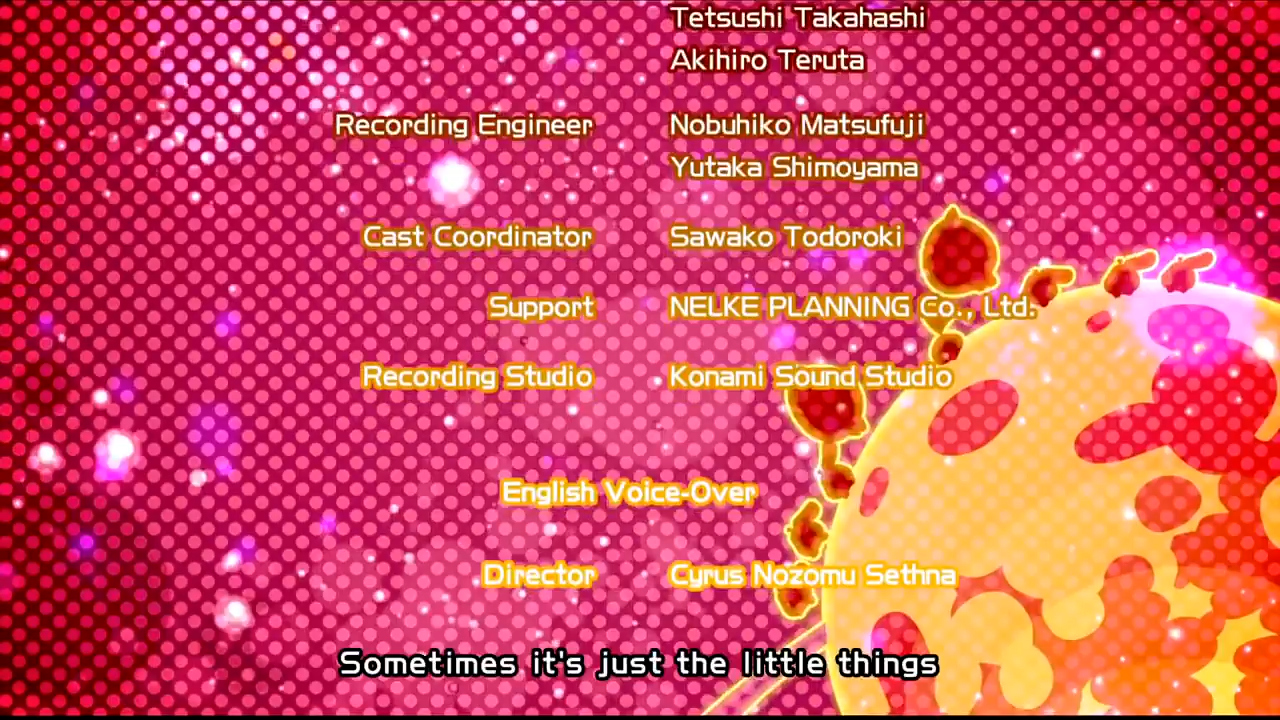 Tetsushi Takahashi
Akihiro Teruta
Recording Engineer Nobuhiko Matsufuji
Yutaka Shimoyama
Cast Coordinator Sawako Todoroki
Support NELKE PLANNING Co., Ltd.
Recording Studio Konami Sound Studio
English Voice-Over
Director Cyrus Nozomu Sethna
Sometimes it's just the little things